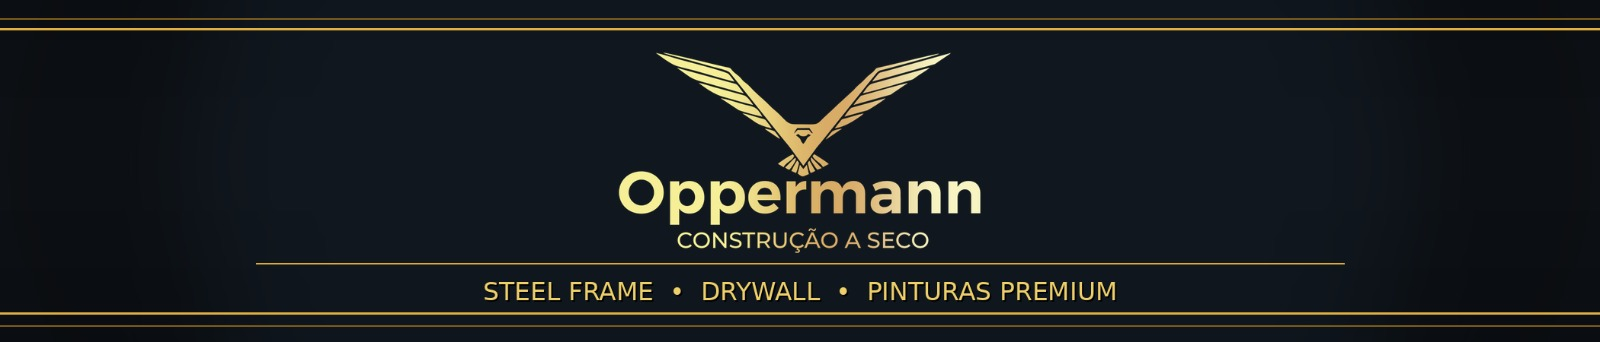 Oppermann
CONSTRUÇÃO A SECO
STEEL FRAME • DRYWALL • PINTURAS PREMIUM